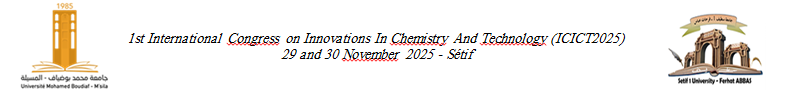 1985
جامعة محمد بوضياف - المسيلة
Université Mohamed Boudiaf - M'sila
1st International Congress on Innovations In Chemistry And Technology (ICICT2025)
29 and 30 November 2025 - Sétif
Setif 1 University - Ferhat ABBAS